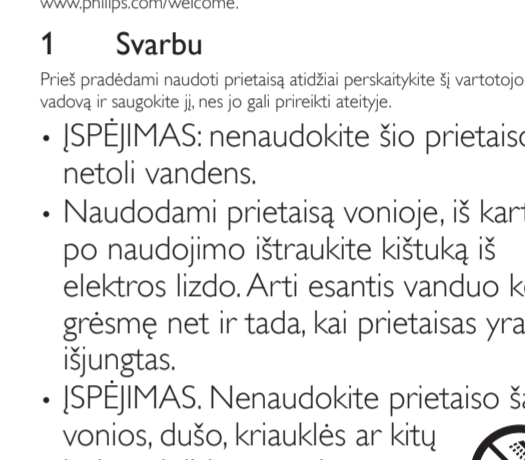 www.philips.com/welcome.
1 Svarbu
Prieš pradėdami naudoti prietaisą atidžiai perskaitykite šį vartotojo
vadovą ir saugokite jį, nes jo gali prireikti ateityje.
• ĮSPĖJIMAS: nenaudokite šio prietaiso
netoli vandens.
• Naudodami prietaisą vonioje, iš kart
po naudojimo ištraukite kištuką iš
elektros lizdo. Arti esantis vanduo
grėsmę net ir tada, kai prietaisas yra
išjungtas.
• ĮSPĖJIMAS. Nenaudokite prietaiso
vonios, dušo, kriauklės ar kitų